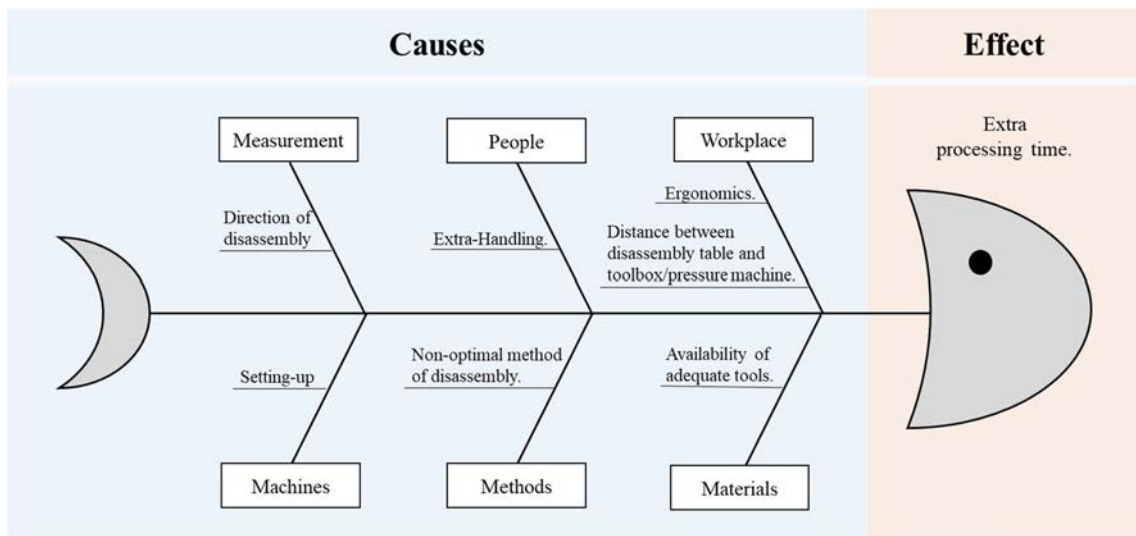 Causes
Effect
Measurement
People
Workplace
Extra
processing time.
Ergonomics.
Direction of
disassembly
Extra-Handling.
Distance between
disassembly table and
toolbox/pressure machine.
Setting-up
Non-optimal method
of disassembly.
Availability of
adequate tools.
Machines
Methods
Materials